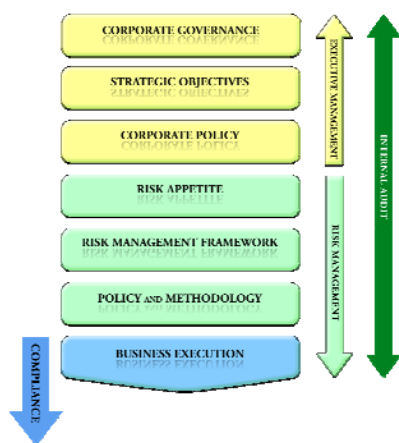 CORPORATE GOVERNANCE
STRATEGIC OBJECTIVES
CORPORATE POLICY
RISK APPETITE
RISK MANAGEMENT FRAMEWORK
POLICY AND METHODOLOGY
BUSINESS EXECUTION
COMPLIANCE
EXECUTIVE MANAGEMENT
RISK MANAGEMENT
INTERNAL AUDIT